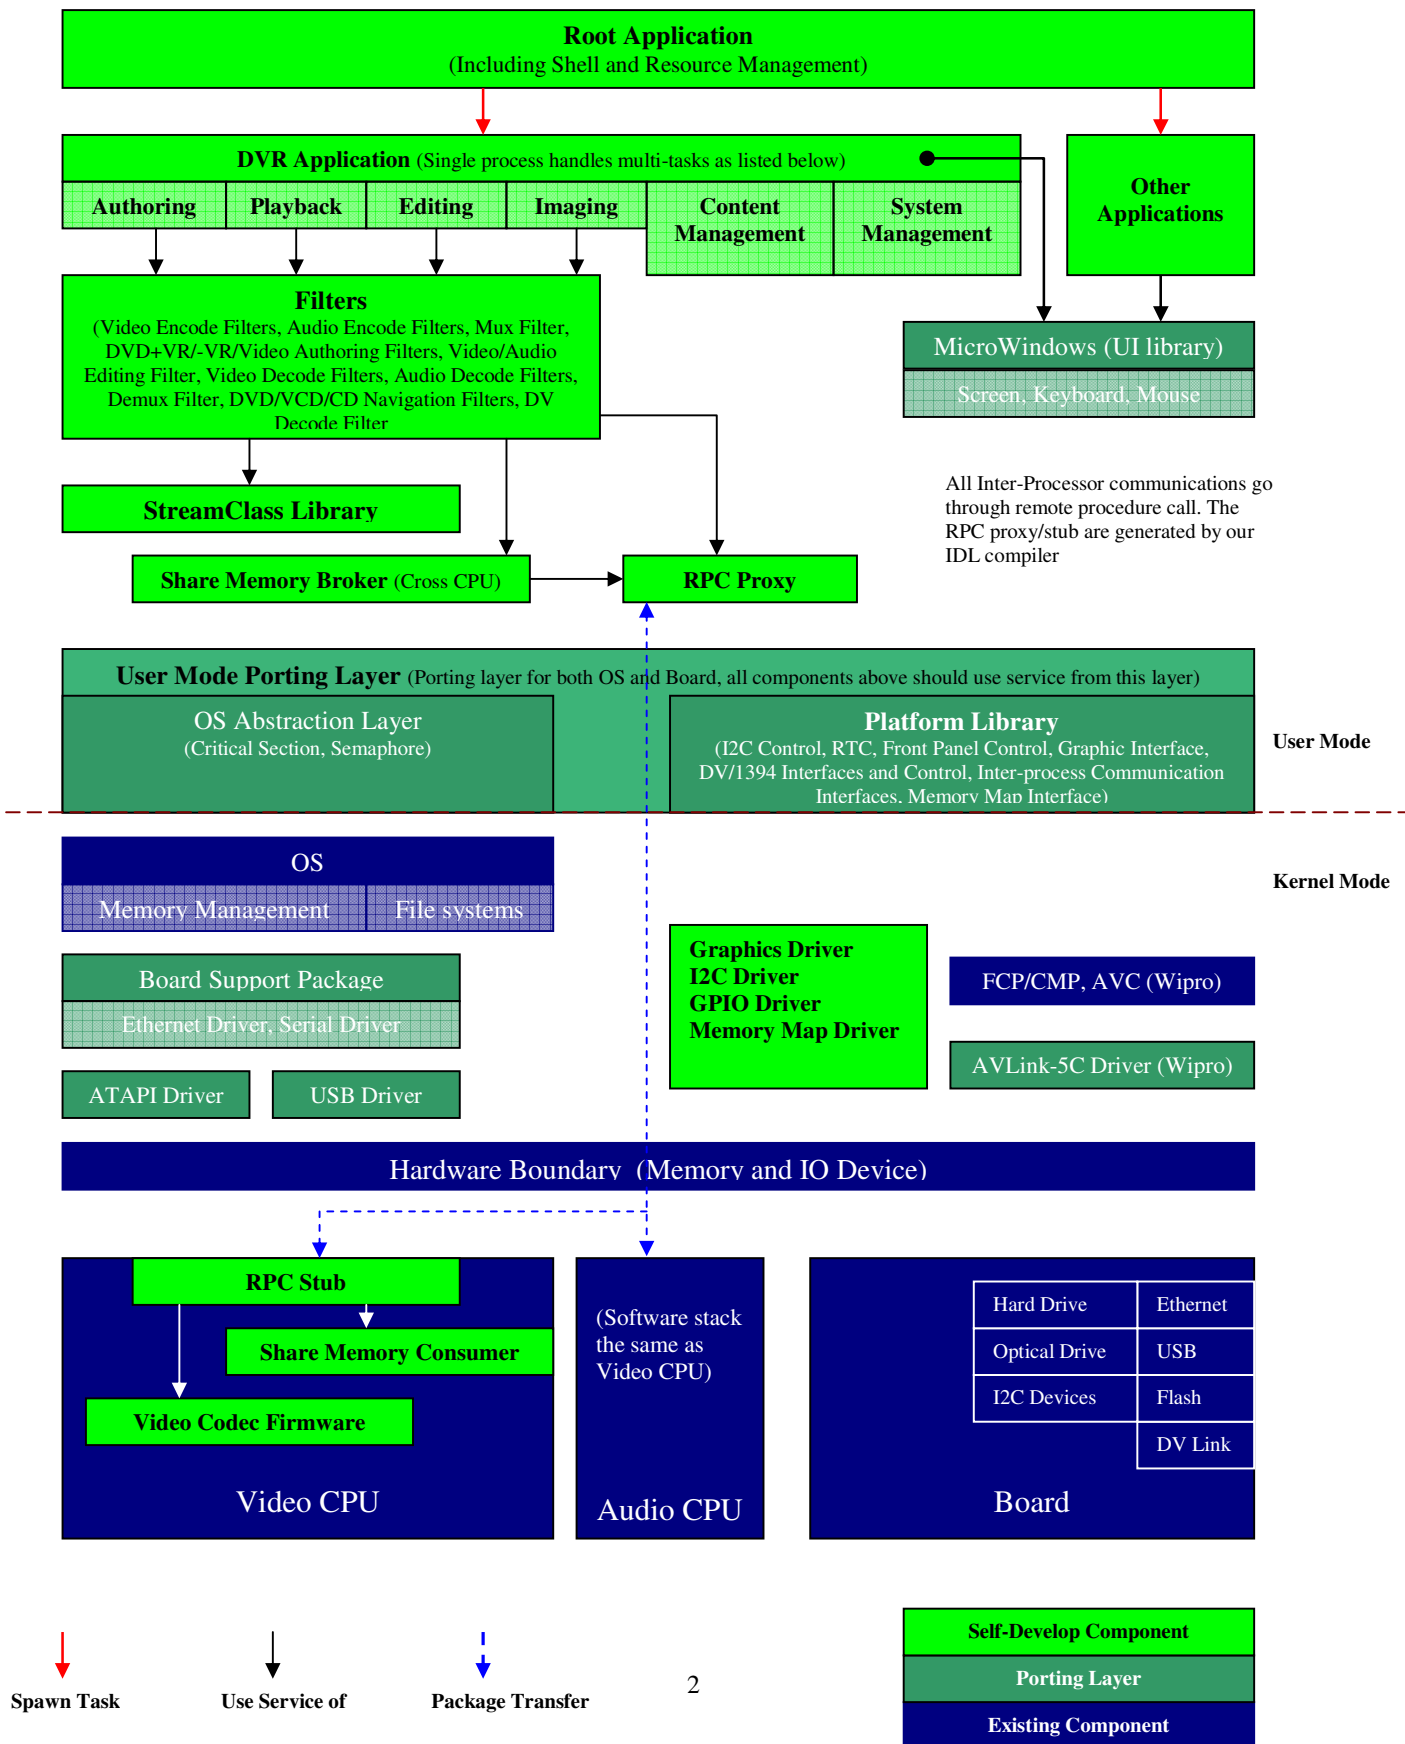 Root Application
(Including Shell and Resource Management)
DVR Application (Single process handles multi-tasks as listed below)
Authoring
Playback
Editing
Imaging
Content
Management
System
Management
Other
Applications
Filters
(Video Encode Filters, Audio Encode Filters, Mux Filter,
DVD+VR/-VR/Video Authoring Filters, Video/Audio
Editing Filter, Video Decode Filters, Audio Decode Filters,
Demux Filter, DVD/VCD/CD Navigation Filters, DV
Decode Filter
MicroWindows (UI library)
Screen, Keyboard, Mouse
StreamClass Library
All Inter-Processor communications go
through remote procedure call. The
RPC proxy/stub are generated by our
IDL compiler
Share Memory Broker (Cross CPU)
RPC Proxy
User Mode Porting Layer (Porting layer for both OS and Board, all components above should use service from this layer)
OS Abstraction Layer
(Critical Section, Semaphore)
Platform Library
(I2C Control, RTC, Front Panel Control, Graphic Interface,
DV/1394 Interfaces and Control, Inter-process Communication
Interfaces, Memory Map Interface)
User Mode
OS
Memory Management
File systems
Kernel Mode
Board Support Package
Ethernet Driver, Serial Driver
ATAPI Driver
USB Driver
Graphics Driver
I2C Driver
GPIO Driver
Memory Map Driver
FCP/CMP, AVC (Wipro)
AVLink-5C Driver (Wipro)
Hardware Boundary (Memory and IO Device)
RPC Stub
Share Memory Consumer
Video Codec Firmware
Video CPU
(Software stack
the same as
Video CPU)
Audio CPU
Hard Drive
Ethernet
Optical Drive
USB
I2C Devices
Flash
DV Link
Board
Spawn Task
Use Service of
Package Transfer
2
Self-Develop Component
Porting Layer
Existing Component